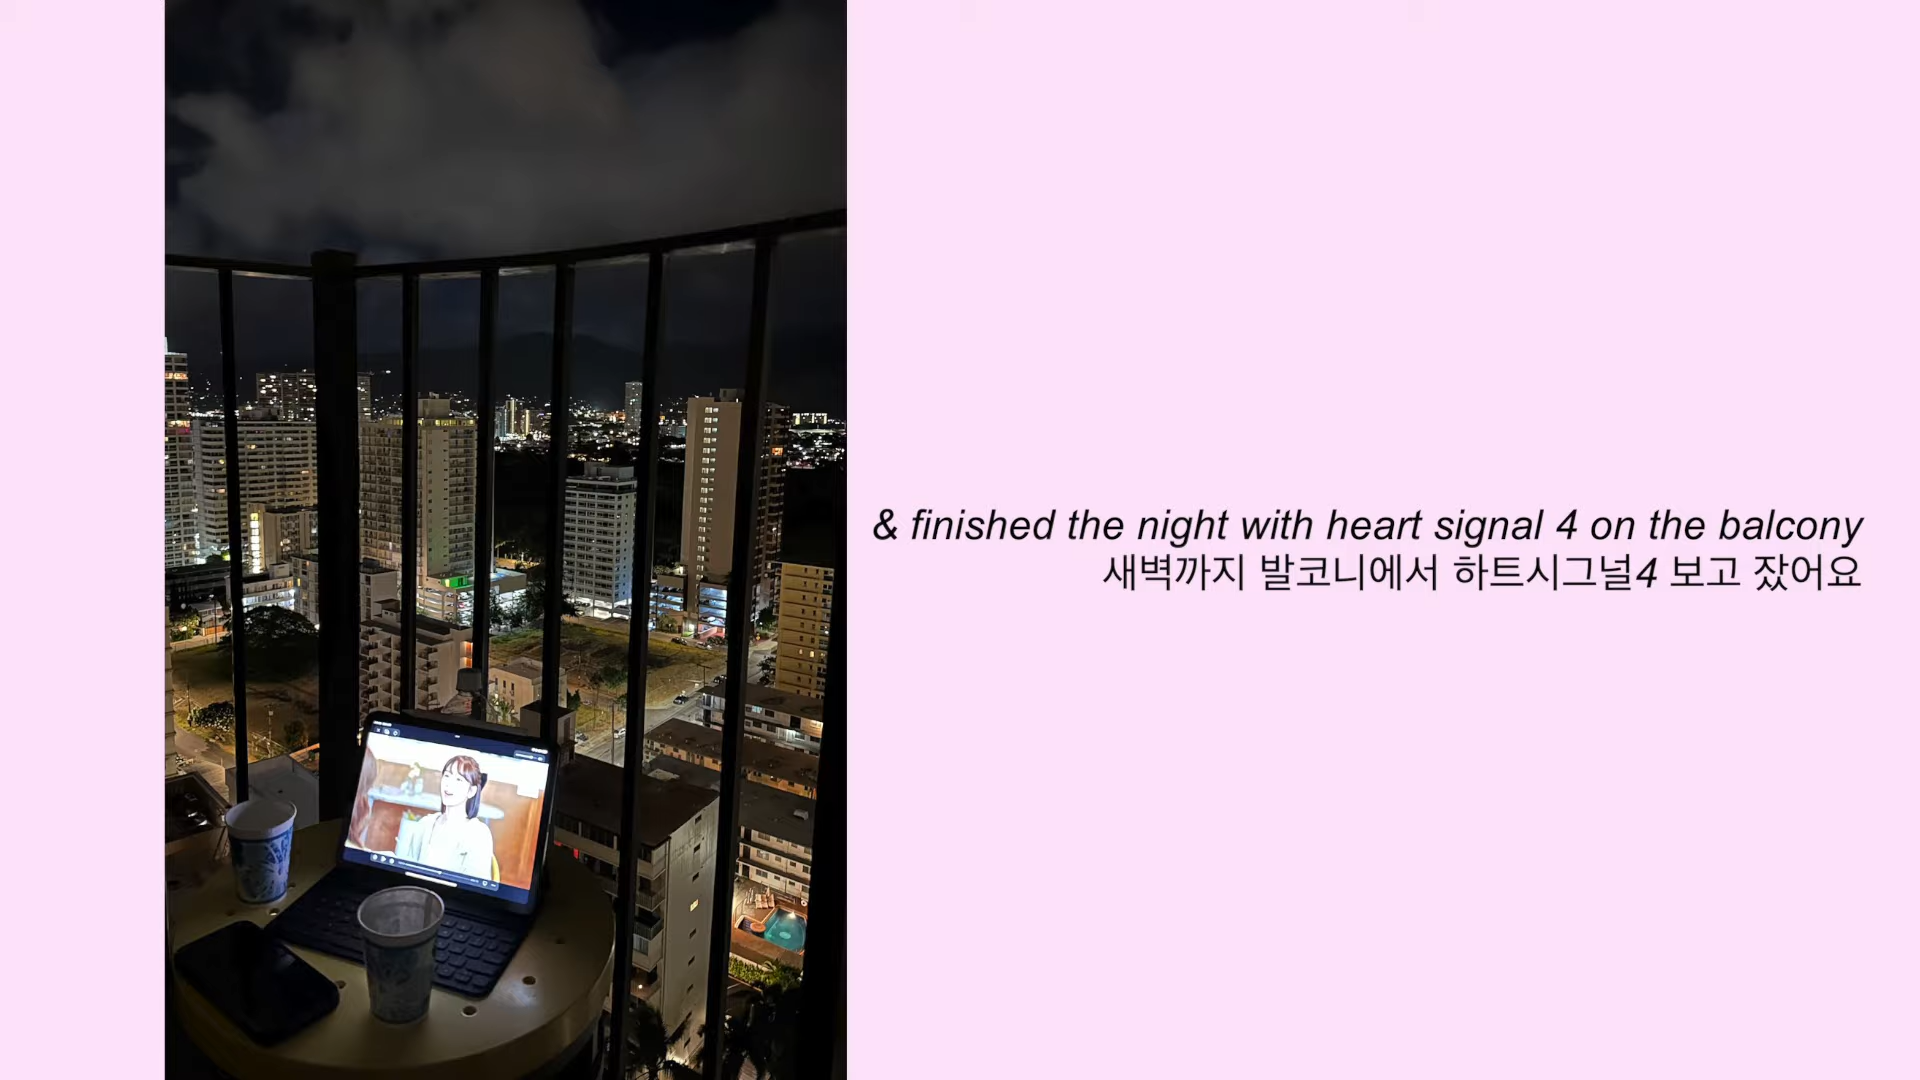 & finished the night with heart signal 4 on the balcony
새벽까지 발코니에서 하트시그널4 보고 잤어요